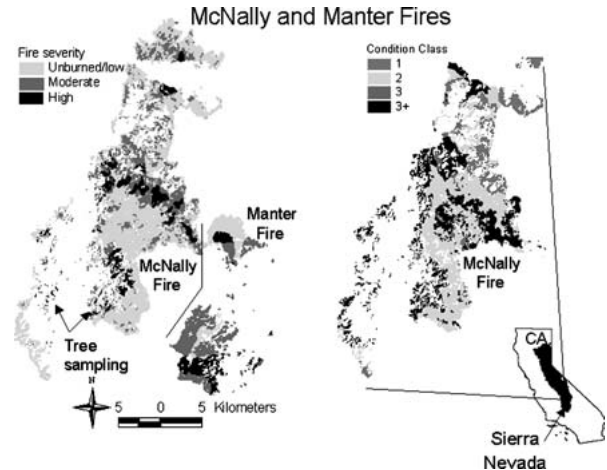 McNally and Manter Fires
Fire severity
Unburned/low
Moderate
High
Manter
Fire
McNally
Fire
Tree
sampling
N
5 0 5 Kilometers
Condition Class
1
2
3
3+
McNally
Fire
CA
Sierra
Nevada